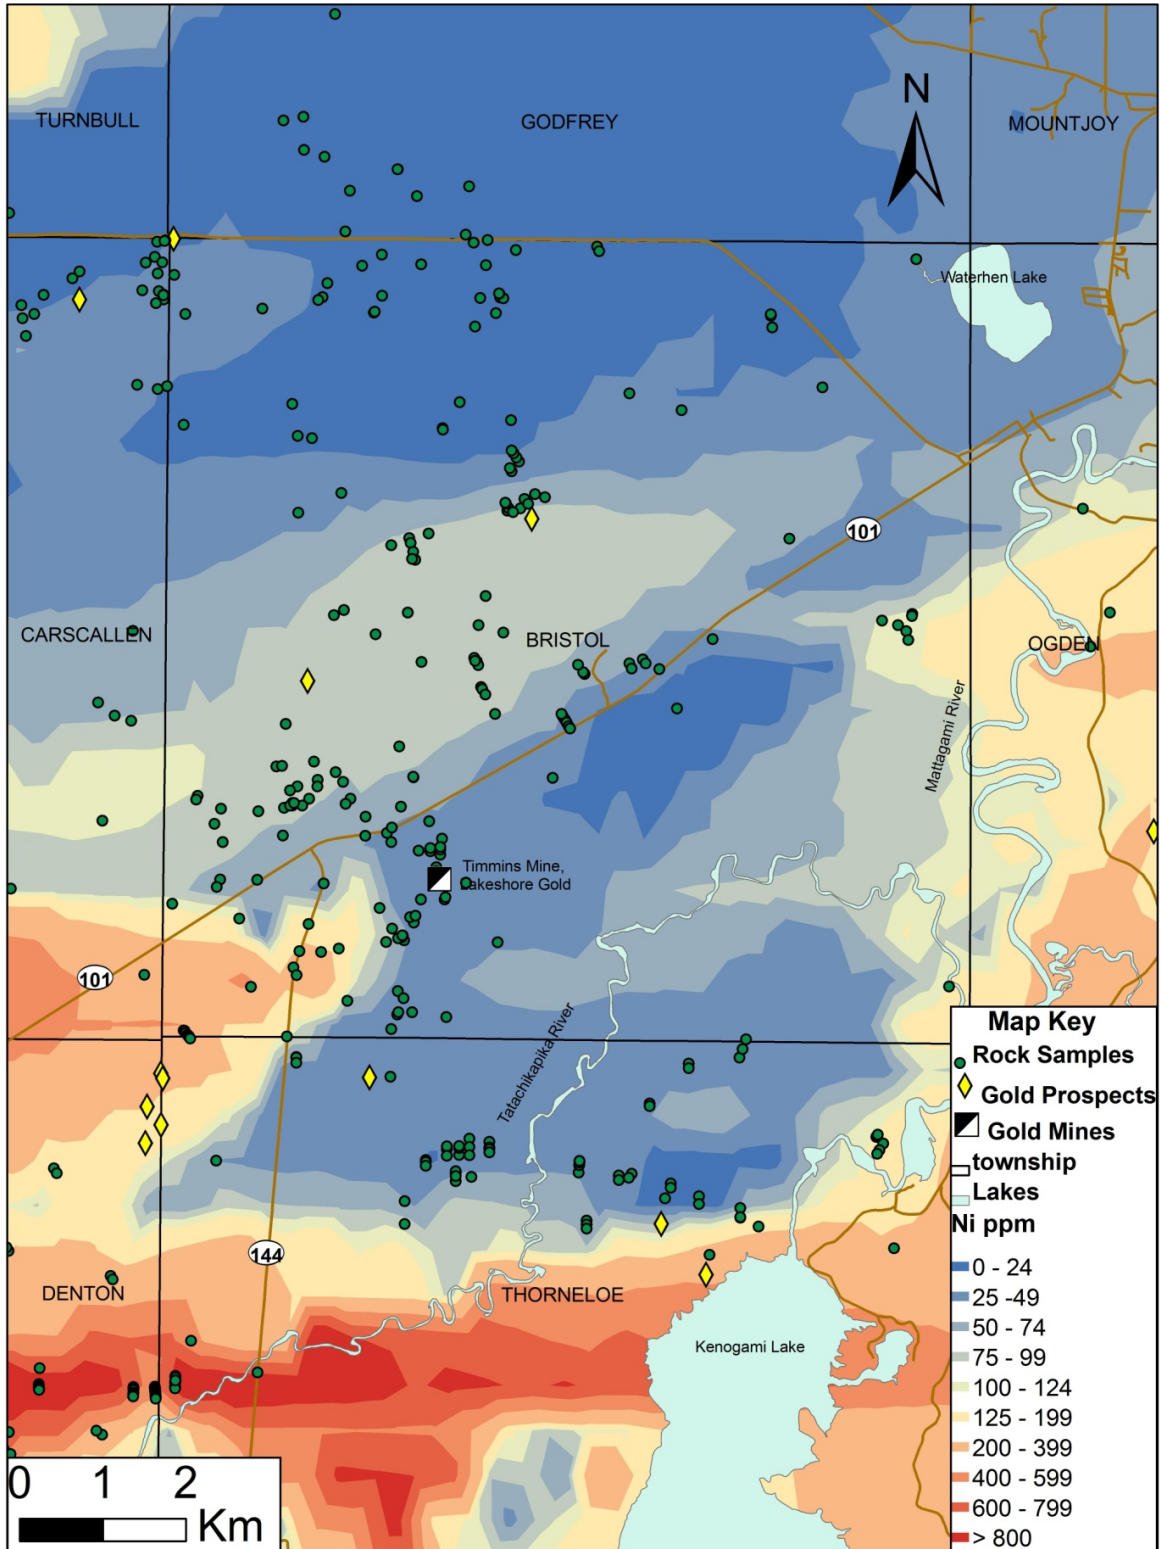 N
TURNBULL
GODFREY
MOUNTJOY
Waterhen Lake
101
CARSCALLEN
BRISTOL
OGDEN
Mattagami River
Timmins Mine,
Lakeshore Gold
101
Tatachikapika River
144
DENTON
THORNELOE
Kenogami Lake
Map Key
Rock Samples
Gold Prospects
Gold Mines
township
Lakes
Ni ppm
0 - 24
25 -49
50 - 74
75 - 99
100 - 124
125 - 199
200 - 399
400 - 599
600 - 799
> 800
0 1 2
Km